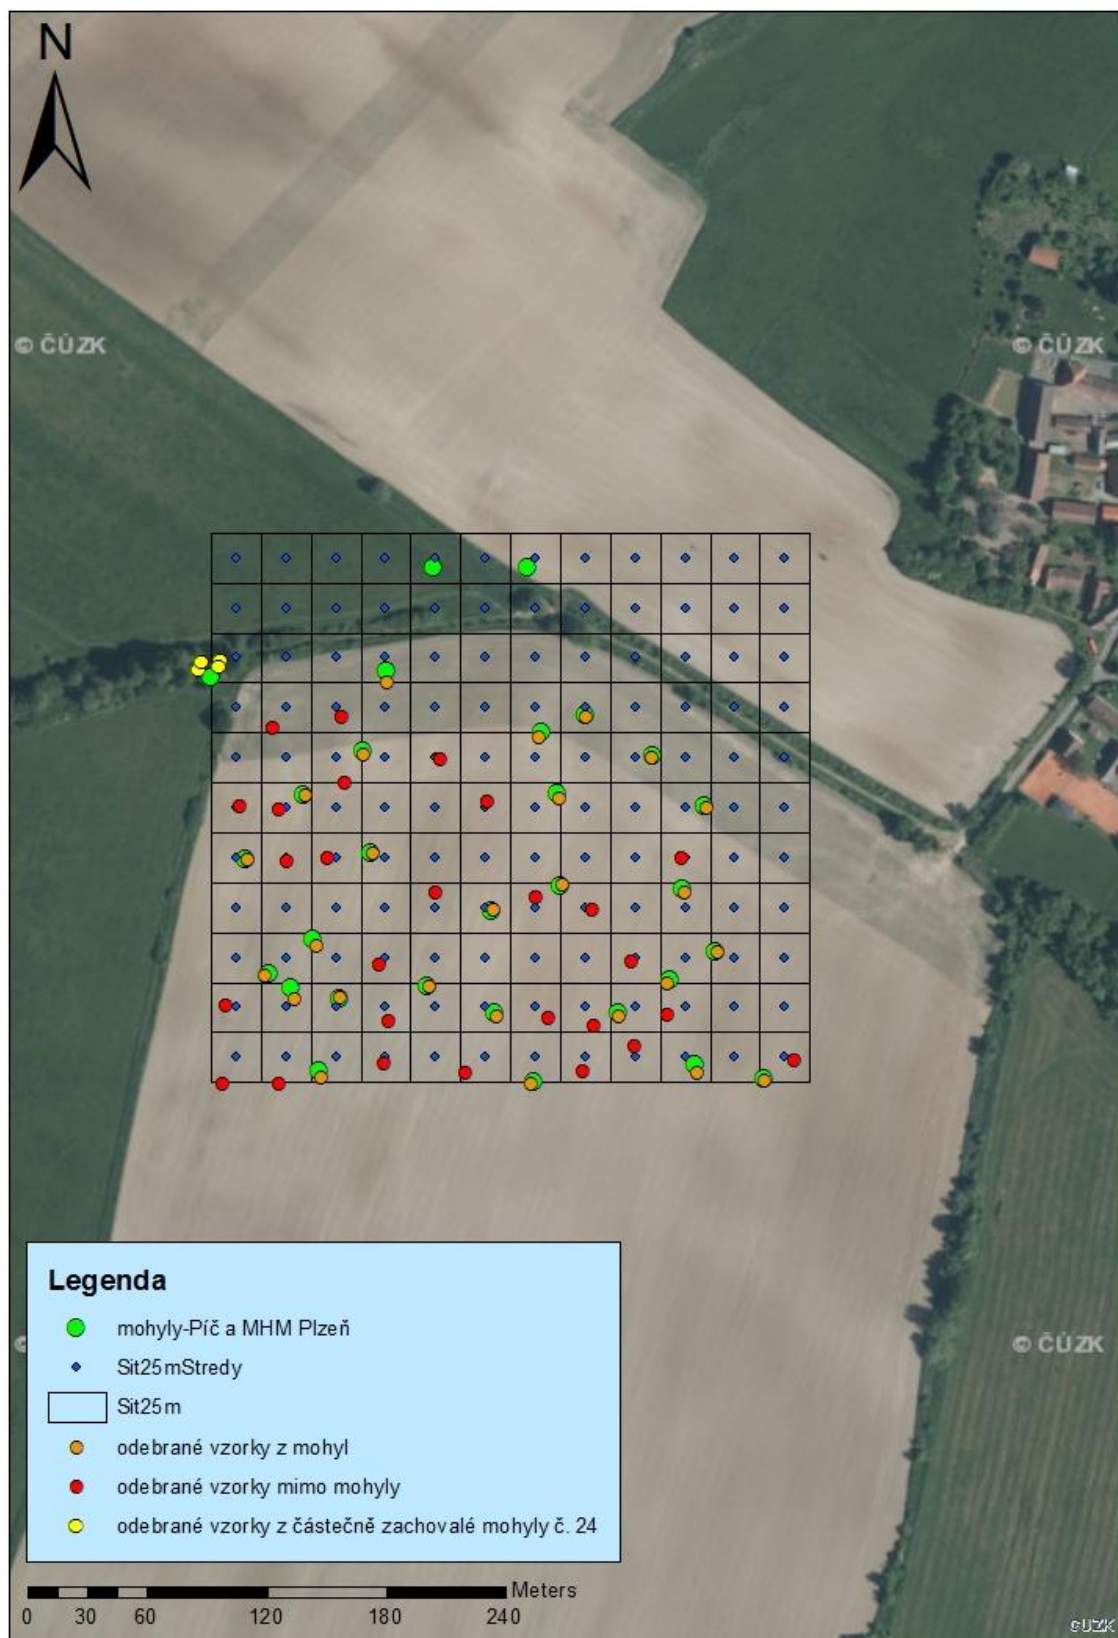 N
© ČÚZK
© ČÚZK
Legenda
mohyly-Píč a MHM Plzeň
Sit25mStredy
Sit25m
odebrané vzorky z mohyl
odebrané vzorky mimo mohyly
odebrané vzorky z částečně zachovalé mohyly č. 24
©
© ČÚZK
Meters
0 30 60 120 180 240
©ÚZK